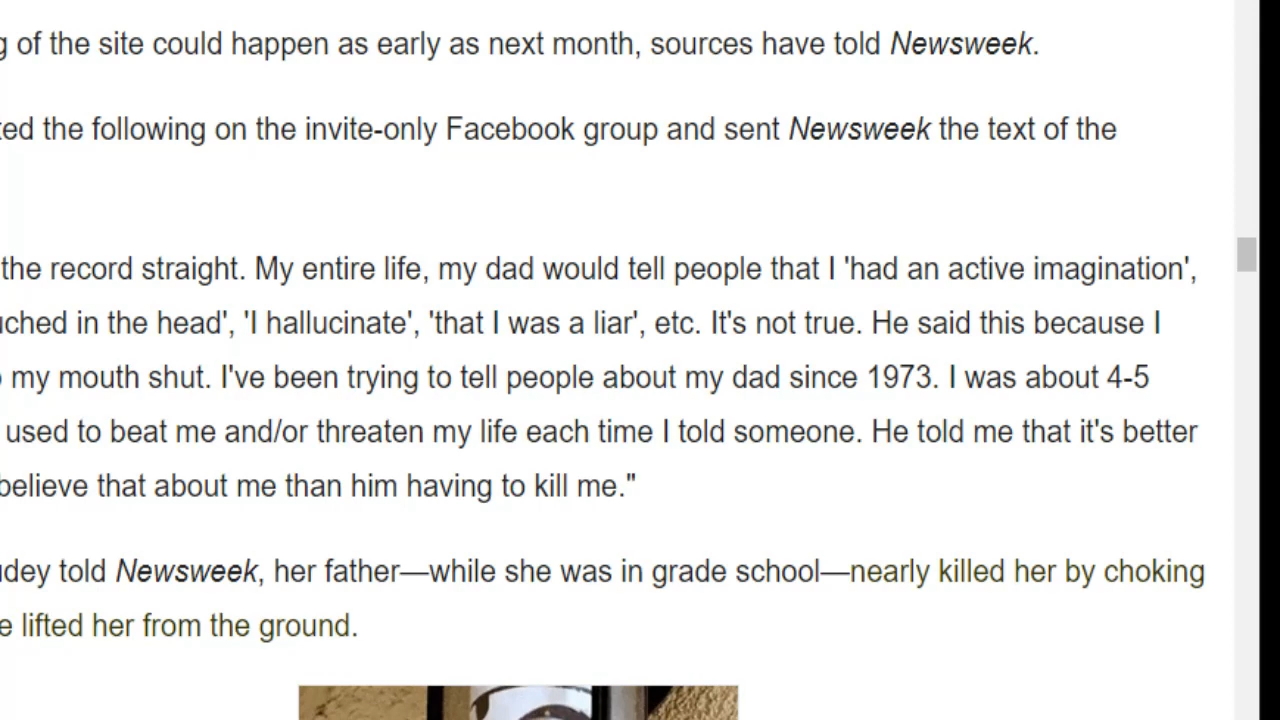 of the site could happen as early as next month, sources have told Newsweek.
the following on the invite-only Facebook group and sent Newsweek the text of the
the record straight. My entire life, my dad would tell people that I 'had an active imagination',
in the head', 'I hallucinate', 'that I was a liar', etc. It's not true. He said this because I
my mouth shut. I've been trying to tell people about my dad since 1973. I was about 4-5
used to beat me and/or threaten my life each time I told someone. He told me that it's better
believe that about me than him having to kill me."
told Newsweek, her father—while she was in grade school—nearly killed her by choking
lifted her from the ground.